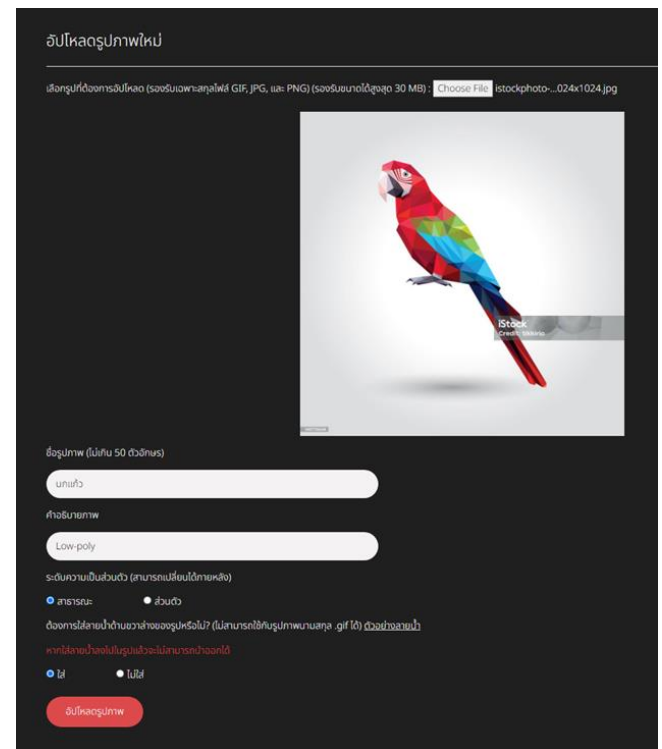 อัปโหลดรูปภาพใหม่
เลือกรูปที่ต้องการอัปโหลด (รองรับเฉพาะสกุลไฟล์ GIF, JPG, และ PNG) (รองรับขนาดได้สูงสุด 30 MB) : Choose File istockphoto-...024x1024.jpg
iStock
ชื่อรูปภาพ (ไม่เกิน 50 ตัวอักษร)
นกแก้ว
คำอธิบายภาพ
Low-poly
ระดับความเป็นส่วนตัว (สามารถเปลี่ยนได้ภายหลัง)
สาธารณะ ส่วนตัว
ต้องการใส่ลายน้ำด้านขวาล่างของรูปหรือไม่? (ไม่สามารถใช้กับรูปภาพนามสกุล .gif ได้) ตัวอย่างลายน้ำ
หากใส่ลายน้ำลงไปในรูปแล้วจะไม่สามารถนำออกได้
ใส่ ไม่ใส่
อัปโหลดรูปภาพ